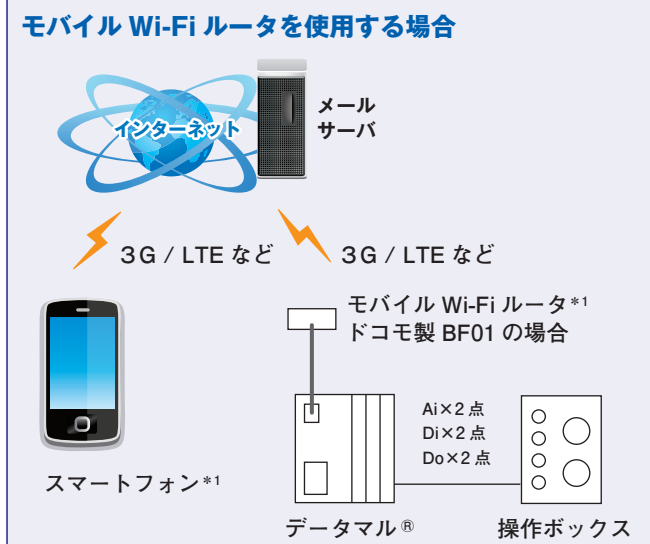 モバイル Wi-Fi ルータを使用する場合
インターネット
メール
サーバ
3G / LTE など
3G / LTE など
モバイル Wi-Fi ルータ*1
ドコモ製 BF01 の場合
Ai×2 点
Di×2 点
Do×2 点
スマートフォン*1
データマル®
操作ボックス